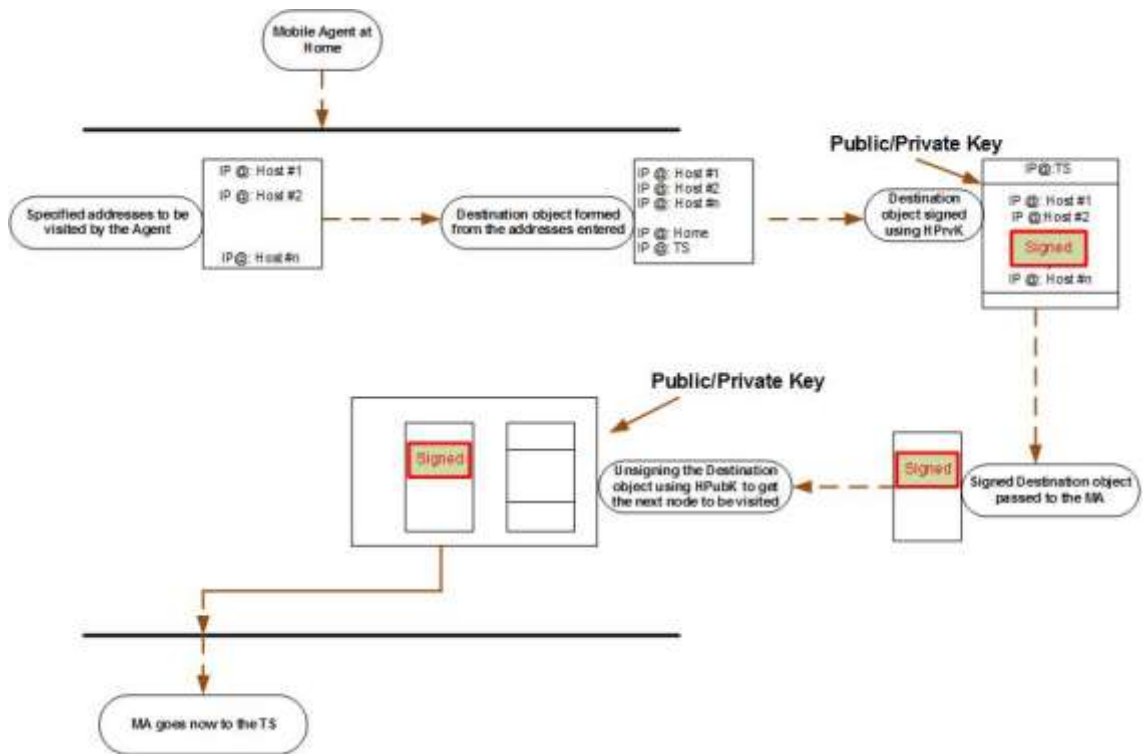 Mobile Agent at
Home
Public/Private Key
Specified addresses to be
visited by the Agent
IP @: Host #1
IP @: Host #2
IP @: Host #n
Destination object formed
from the addresses entered
IP @: Host #1
IP @: Host #2
IP @: Host #n
IP @: Home
IP @: TS
Destination
object signed
using HPrvK
IP@:TS
IP @: Host #1
IP @:Host #2
Signed
IP @: Host #n
Public/Private Key
Signed
Unsigning the Destination
object using HPubK to get
the next node to be visited
Signed
Signed Destination object
passed to the MA
MA goes now to the TS